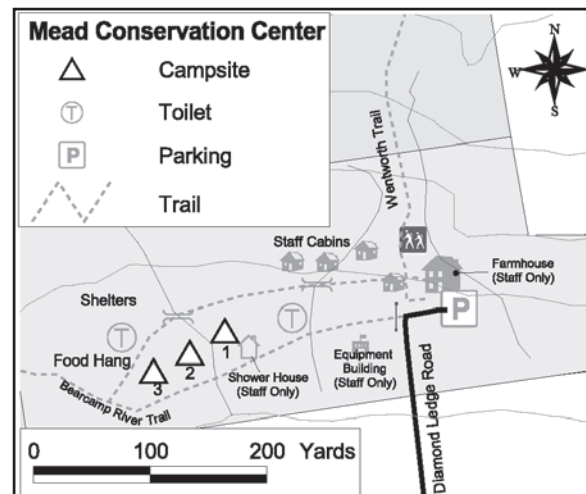 Mead Conservation Center
Campsite
T
Toilet
P
Parking
Trail
N
W
E
S
Wentworth Trail
Staff Cabins
Farmhouse
(Staff Only)
Shelters
P
T
T
Food Hang
1
2
3
Shower House
(Staff Only)
Equipment
Building
(Staff Only)
Bearcamp River Trail
Diamond Ledge Road
0 100 200 Yards